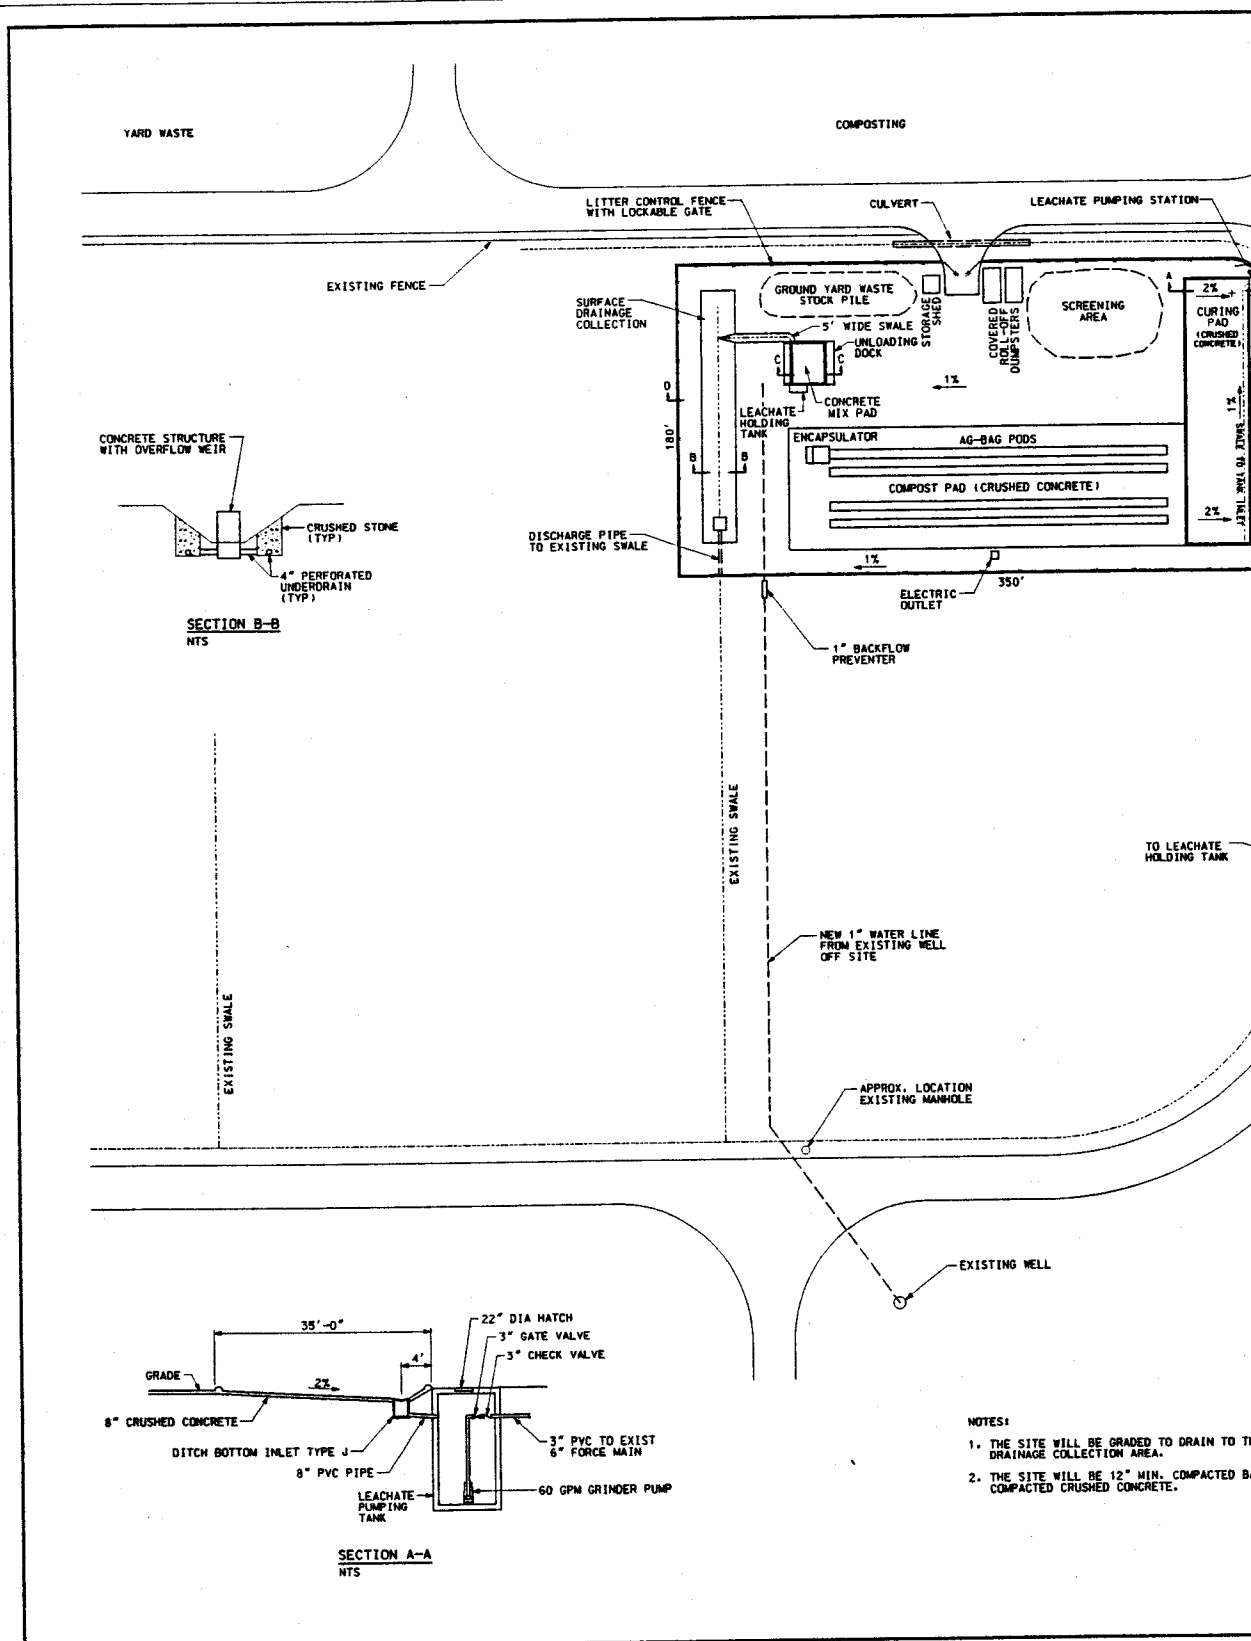 YARD WASTE
COMPOSTING
LITTER CONTROL FENCE
WITH LOCKABLE GATE
CULVERT
LEACHATE PUMPING STATION
EXISTING FENCE
SURFACE
DRAINAGE
COLLECTION
GROUND YARD WASTE
STOCK PILE
STORAGE
SHED
COVERED
ROLL-OFF
DUMPSTERS
SCREENING
AREA
A
2%
CURING
PAD
(CRUSHED
CONCRETE)
5' WIDE SWALE
UNLOADING
DOCK
C
C
D
1%
CONCRETE
MIX PAD
LEACHATE
HOLDING
TANK
180'
1%
SWALE TO TANK INLET
CONCRETE STRUCTURE
WITH OVERFLOW WEIR
ENCAPSULATOR
AG-BAG PODS
B
B
COMPOST PAD (CRUSHED CONCRETE)
2%
CRUSHED STONE
(TYP)
DISCHARGE PIPE
TO EXISTING SWALE
4" PERFORATED
UNDERDRAIN
(TYP)
1%
350'
ELECTRIC
OUTLET
SECTION B-B
NTS
1" BACKFLOW
PREVENTER
EXISTING SWALE
TO LEACHATE
HOLDING TANK
NEW 1" WATER LINE
FROM EXISTING WELL
OFF SITE
EXISTING SWALE
APPROX. LOCATION
EXISTING MANHOLE
EXISTING WELL
35'-0"
22" DIA HATCH
3" GATE VALVE
3" CHECK VALVE
4'
GRADE
2%
8" CRUSHED CONCRETE
DITCH BOTTOM INLET TYPE J
8" PVC PIPE
3" PVC TO EXIST
6" FORCE MAIN
LEACHATE
PUMPING
TANK
60 GPM GRINDER PUMP
SECTION A-A
NTS
NOTES:
1. THE SITE WILL BE GRADED TO DRAIN TO
DRAINAGE COLLECTION AREA.
2. THE SITE WILL BE 12" MIN. COMPACTED
COMPACTED CRUSHED CONCRETE.